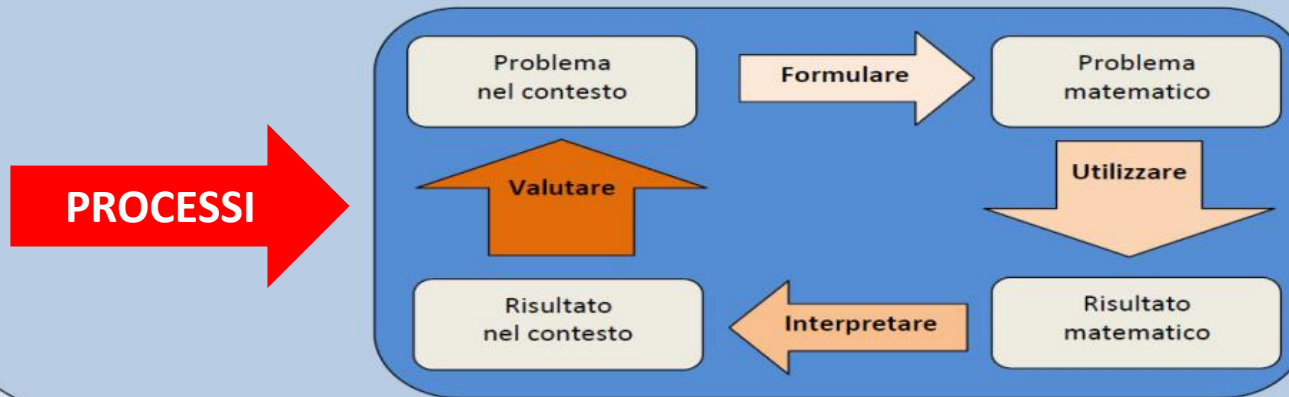 PROCESSI
Problema
nel contesto
Formulare
Problema
matematico
Utilizzare
Risultato
matematico
Interpretare
Risultato
nel contesto
Valutare